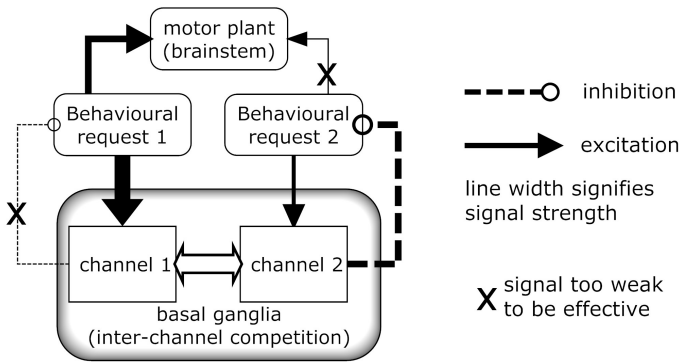 motor plant
(brainstem)
X
Behavioural
request 1
Behavioural
request 2
inhibition
excitation
line width signifies
signal strength
X
channel 1
channel 2
basal ganglia
(inter-channel competition)
X signal too weak
to be effective